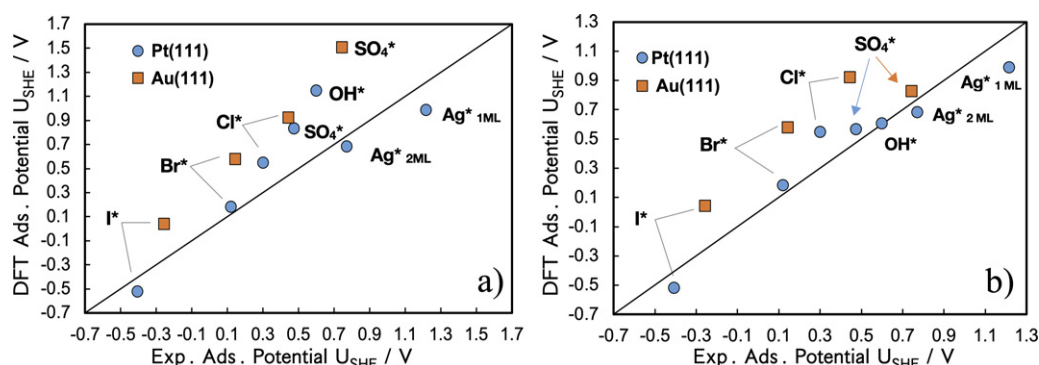 1.7
1.5
1.3
1.1
0.9
0.7
0.5
0.3
0.1
-0.1
-0.3
-0.5
-0.7
DFT Ads. Potential U_SHE / V
Pt(111)
Au(111)
SO₄*
OH*
Cl*
SO₄*
Ag* 1ML
Br*
Ag* 2ML
I*
a)
-0.7 -0.5 -0.3 -0.1 0.1 0.3 0.5 0.7 0.9 1.1 1.3 1.5 1.7
Exp. Ads. Potential U_SHE / V
1.3
1.1
0.9
0.7
0.5
0.3
0.1
-0.1
-0.3
-0.5
-0.7
DFT Ads. Potential U_SHE / V
Pt(111)
Au(111)
SO₄*
Cl*
Ag* 1ML
Ag* 2ML
Br*
OH*
I*
b)
-0.7 -0.5 -0.3 -0.1 0.1 0.3 0.5 0.7 0.9 1.1 1.3
Exp. Ads. Potential U_SHE / V